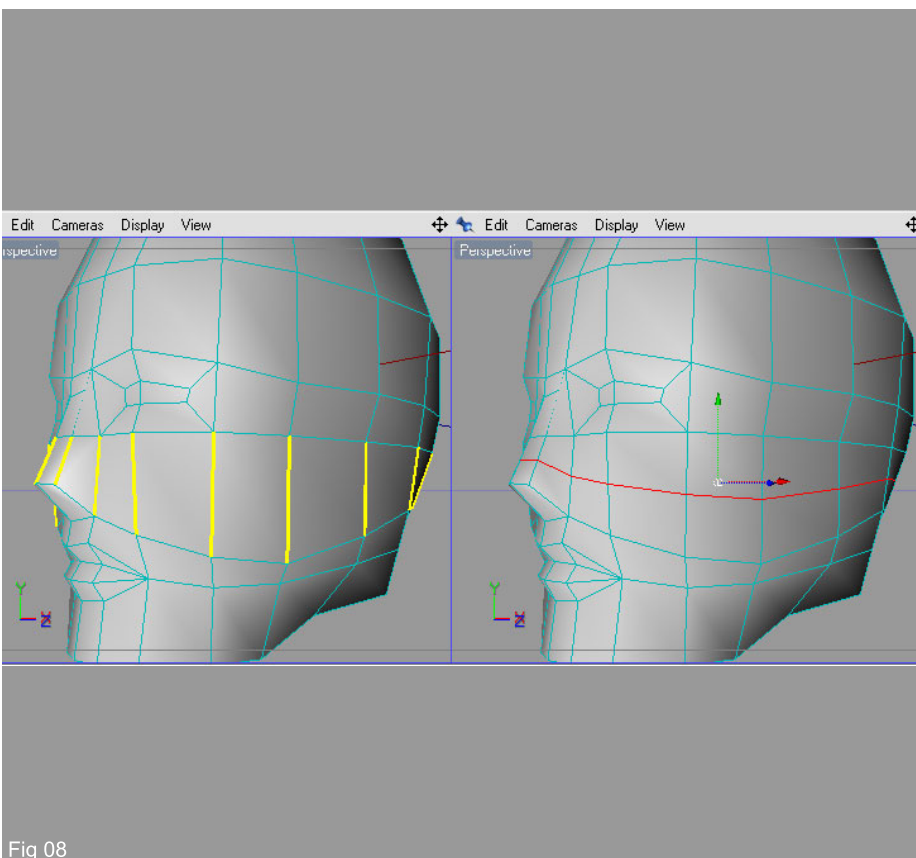 Edit Cameras Display View
Edit Cameras Display View
rspective
Perspective
Y
Z
Y
Z
Fig 08